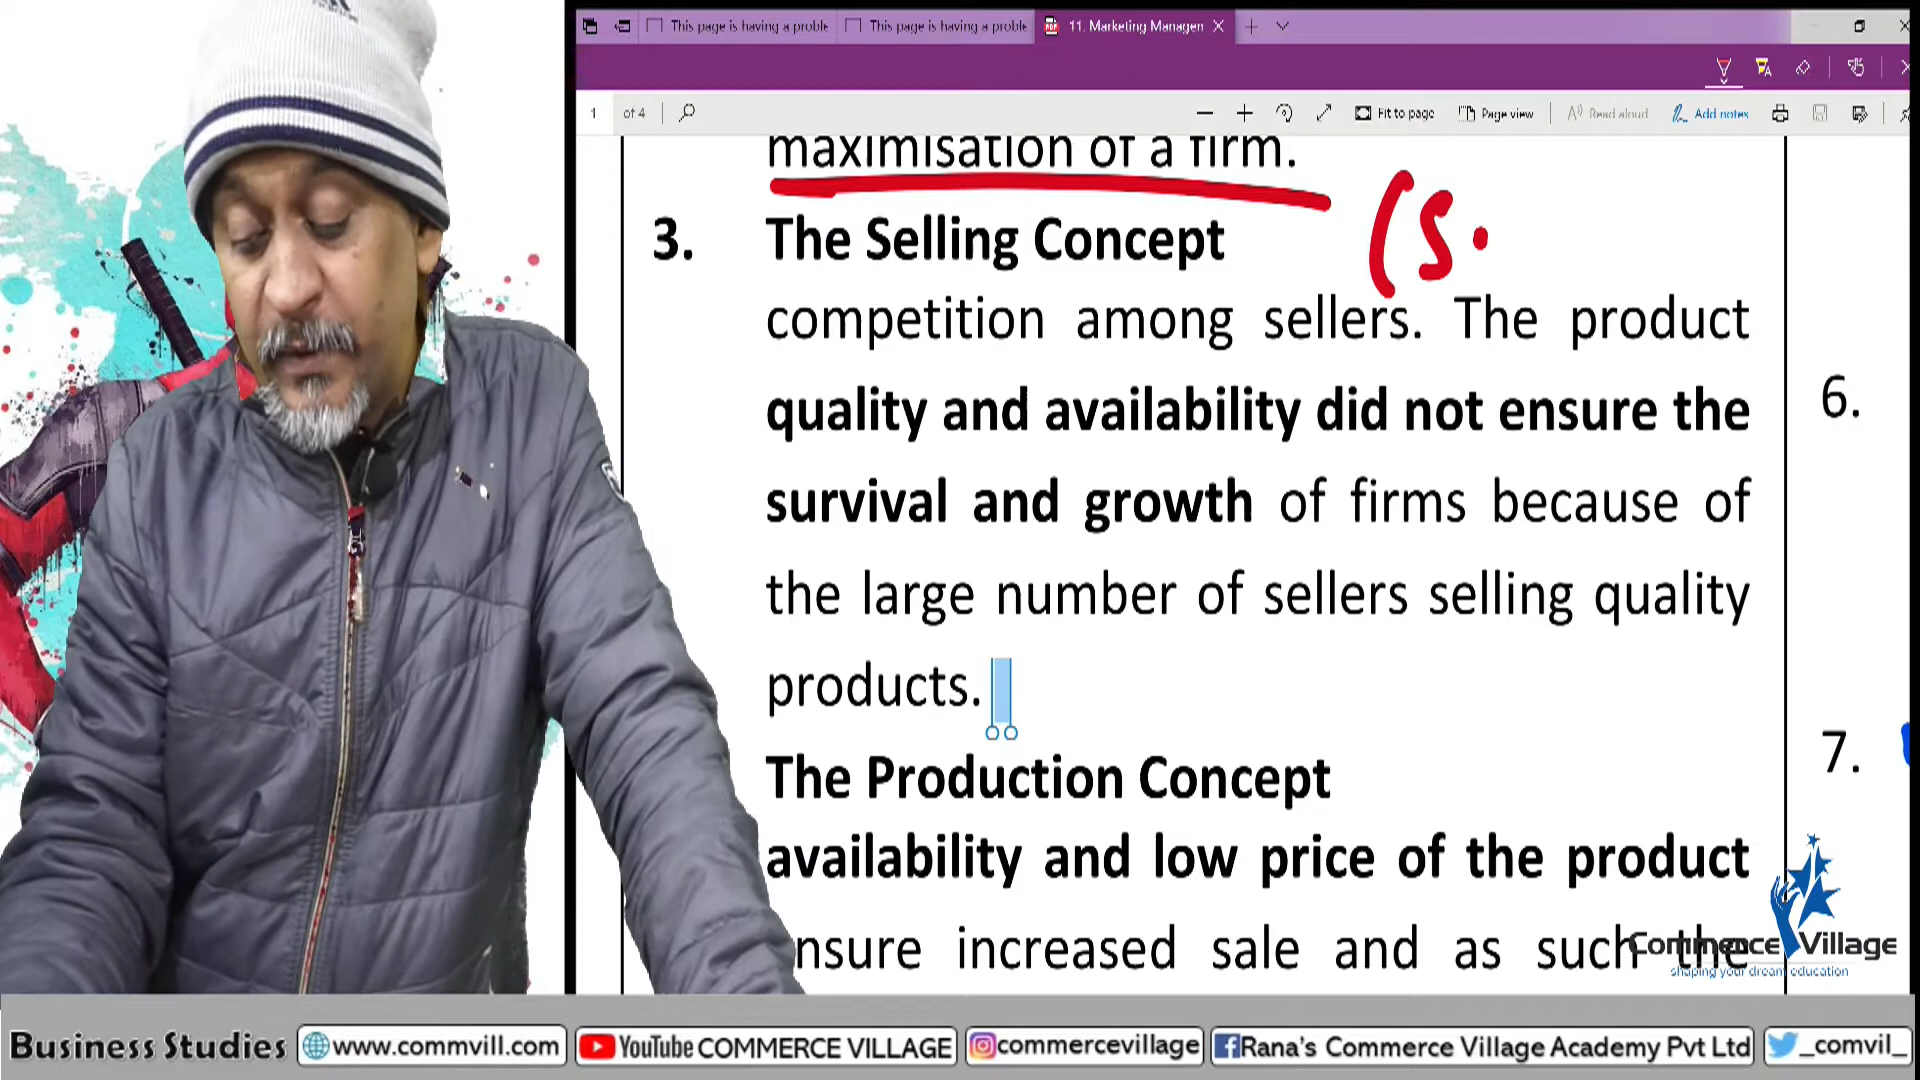 This page is having a proble
This page is having a proble
11. Marketing Managen
1 of 4
Fit to page
Page view
Read aloud
Add notes
maximisation of a firm.
3. The Selling Concept
(S.
competition among sellers. The product
quality and availability did not ensure the
survival and growth of firms because of
the large number of sellers selling quality
products.
The Production Concept
availability and low price of the product
nsure increased sale and as such the
6.
7.
Commerce Village
shaping your dream education
Business Studies
www.commvill.com
YouTube COMMERCE VILLAGE
commercevillage
Rana's Commerce Village Academy Pvt Ltd
_comvil_